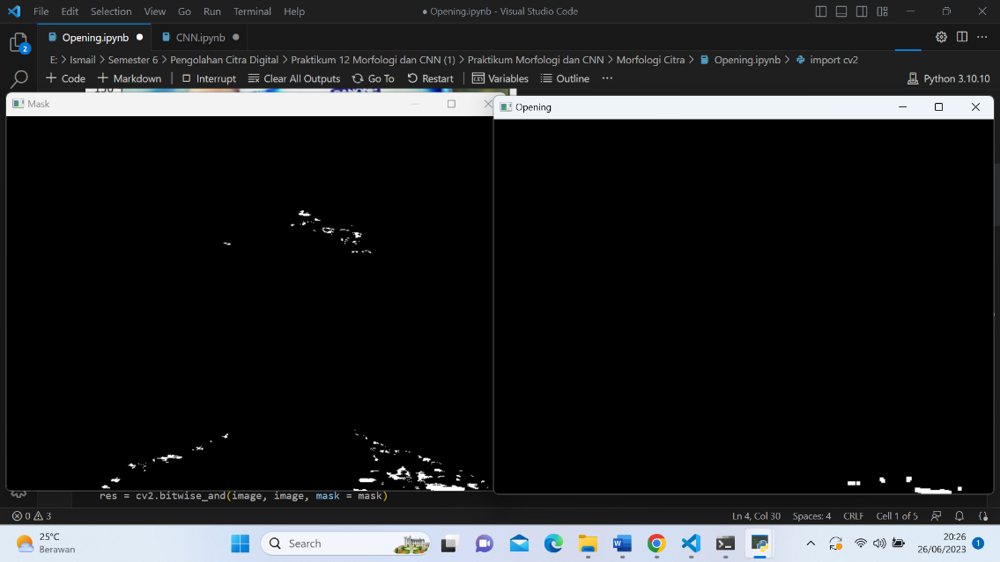 File Edit Selection View Go Run Terminal Help ● Opening.ipynb - Visual Studio Code
2 Opening.ipynb ● CNN.ipynb ●
E: > Ismail > Semester 6 > Pengolahan Citra Digital > Praktikum 12 Morfologi dan CNN (1) > Praktikum Morfologi dan CNN > Morfologi Citra > Opening.ipynb > import cv2
+ Code + Markdown Interrupt Clear All Outputs Go To Restart Variables Outline ··· Python 3.10.10
Mask
Opening
res = cv2.bitwise_and(image, image, mask = mask)
0 3 Ln 4, Col 30 Spaces: 4 CRLF Cell 1 of 5
25°C
Berawan
Search
20:26
26/06/2023 1